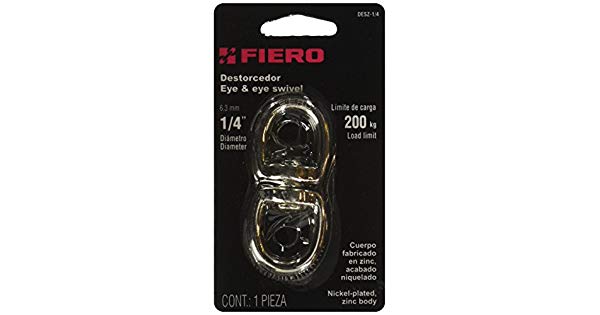 DESZ-1/4
FIERO
Destorcedor
Eye & eye swivel
6.3 mm
1/4"
Diámetro
Diameter
Límite de carga
200 kg
Load limit
Cuerpo
fabricado
en zinc,
acabado
niquelado
Nickel-plated,
zinc body
CONT.: 1 PIEZA